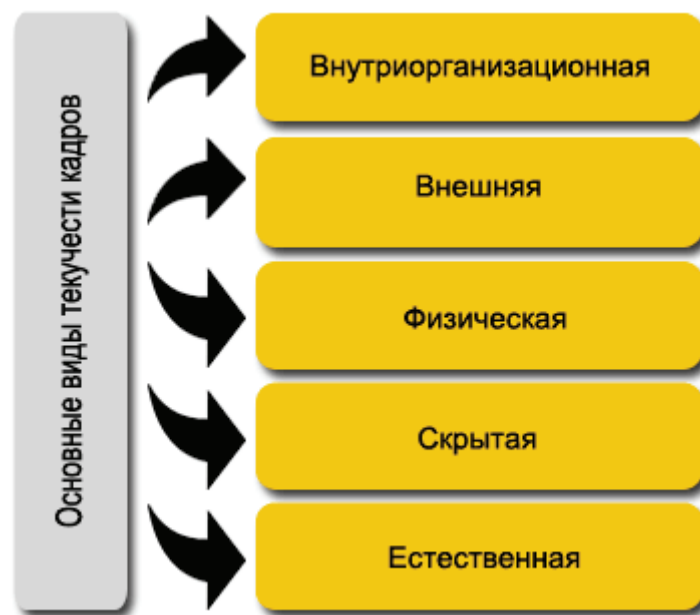 Основные виды текучести кадров
Внутриорганизационная
Внешняя
Физическая
Скрытая
Естественная